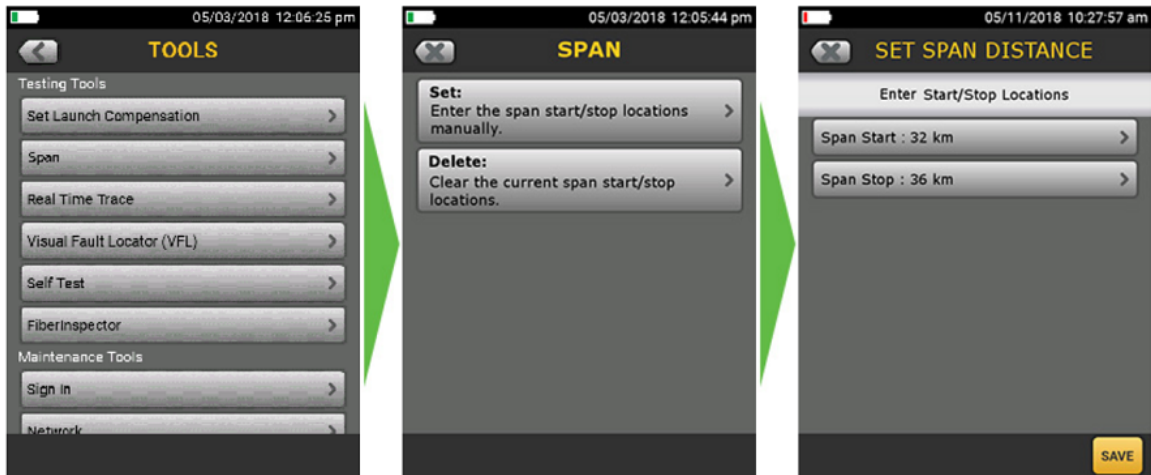 05/03/2018 12:06:25 pm
TOOLS
Testing Tools
Set Launch Compensation
Span
Real Time Trace
Visual Fault Locator (VFL)
Self Test
FiberInspector
Maintenance Tools
Sign In
Network
05/03/2018 12:05:44 pm
SPAN
Set:
Enter the span start/stop locations
manually.
Delete:
Clear the current span start/stop
locations.
05/11/2018 10:27:57 am
SET SPAN DISTANCE
Enter Start/Stop Locations
Span Start : 32 km
Span Stop : 36 km
SAVE